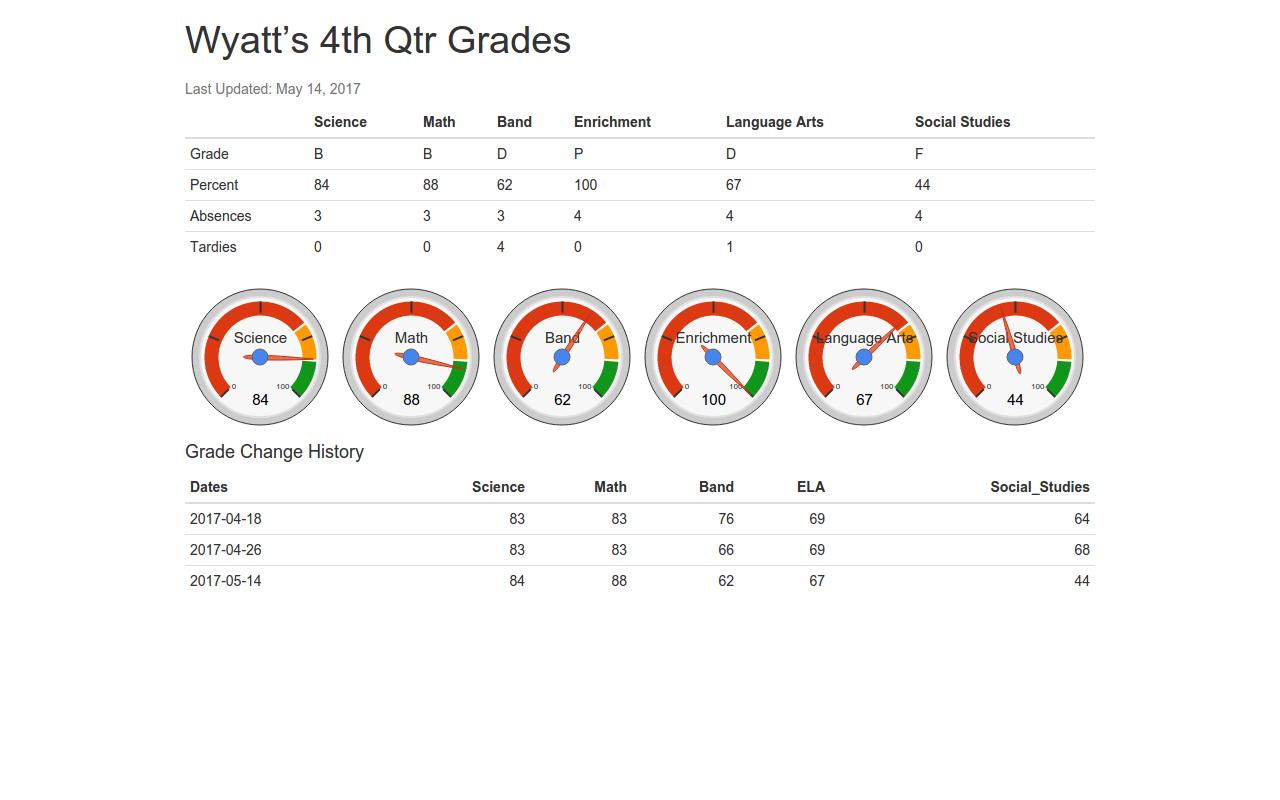 Wyatt’s 4th Qtr Grades
Last Updated: May 14, 2017
Science Math Band Enrichment Language Arts Social Studies
Grade B B D P D F
Percent 84 88 62 100 67 44
Absences 3 3 3 4 4 4
Tardies 0 0 4 0 1 0
Science Math Band Enrichment Language Arts Social Studies
0 100 0 100 0 100 0 100 0 100 0 100
84 88 62 100 67 44
Grade Change History
Dates Science Math Band ELA Social_Studies
2017-04-18 83 83 76 69 64
2017-04-26 83 83 66 69 68
2017-05-14 84 88 62 67 44